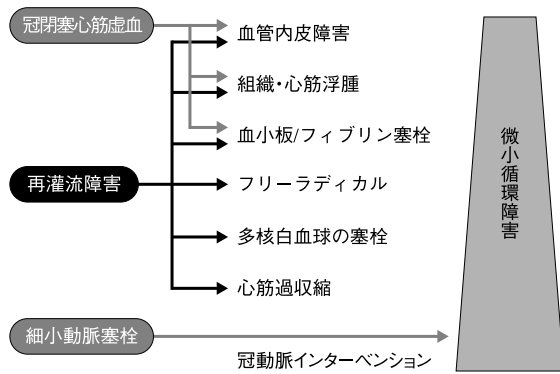 冠閉塞心筋虚血
血管内皮障害
組織・心筋浮腫
血小板/フィブリン塞栓
再灌流障害
フリーラディカル
多核白血球の塞栓
心筋過収縮
細小動脈塞栓
冠動脈インターベンション
微小循環障害